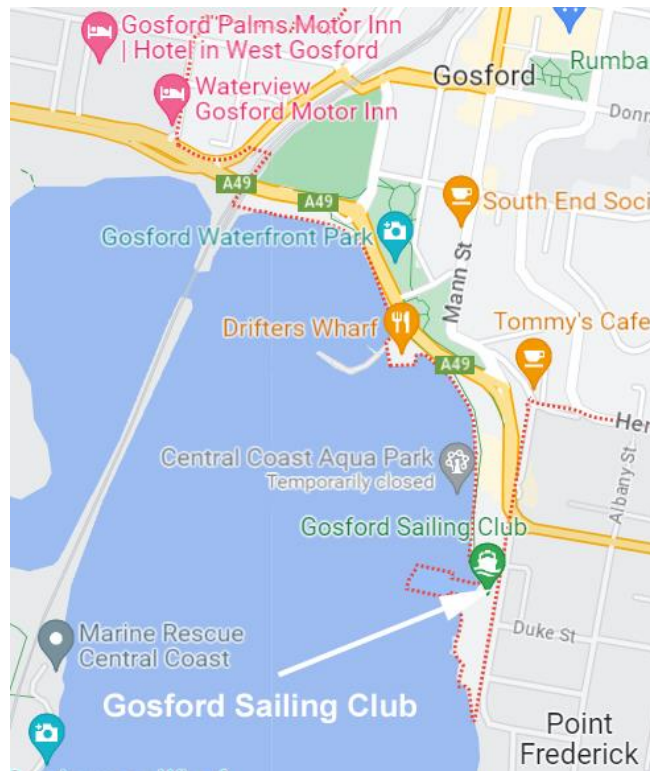 Gosford Palms Motor Inn
| Hotel in West Gosford
Gosford
Rumba
Waterview
Gosford Motor Inn
Donn
A49
A49
South End Soci
Gosford Waterfront Park
Mann St
Drifters Wharf
Tommy's Cafe
A49
Her
Albany St
Central Coast Aqua Park
Temporarily closed
Gosford Sailing Club
Duke St
Marine Rescue
Central Coast
Gosford Sailing Club
Point
Frederick